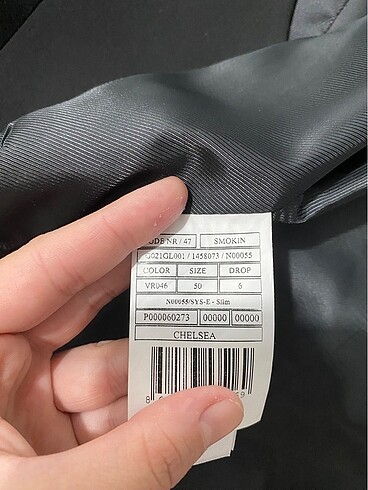 NR / 47 SMOKIN
G021GL001 / 1458073 / N00055
COLOR SIZE DROP
VR046 50 6
N00055/SYS-E - Slim
P000060273 00000 00000
CHELSEA
8